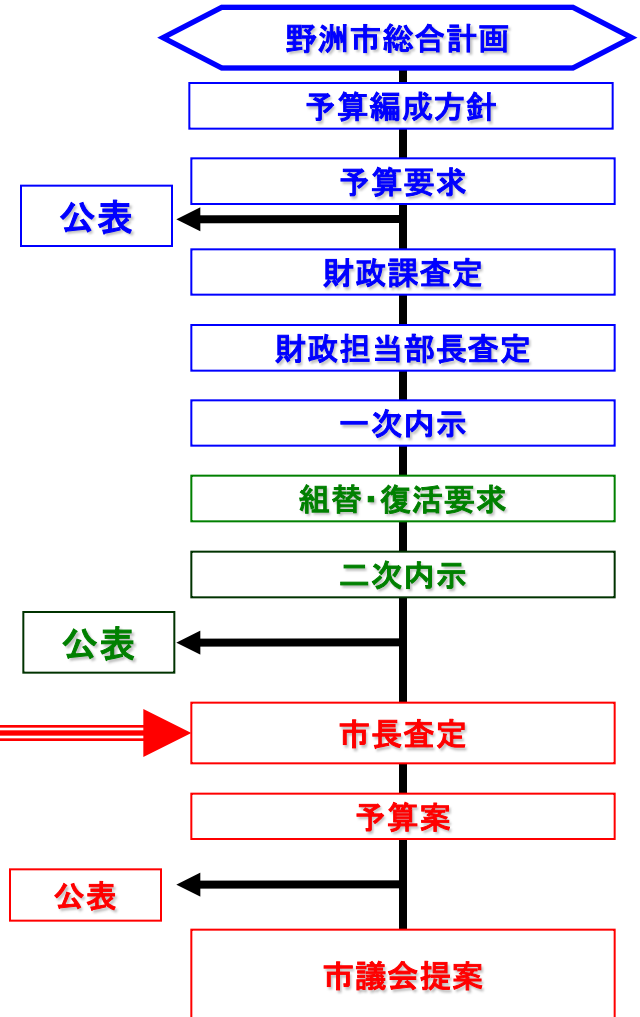 野洲市総合計画
予算編成方針
予算要求
公表
財政課査定
財政担当部長査定
一次内示
組替・復活要求
二次内示
公表
市長査定
予算案
公表
市議会提案